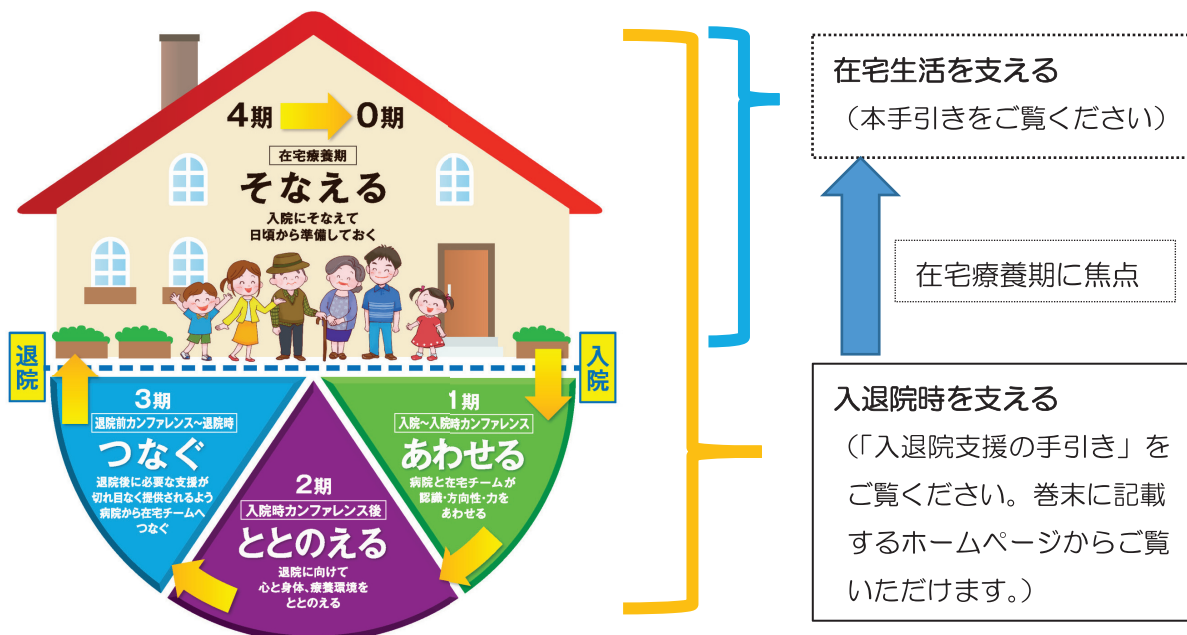 4期
0期
在宅療養期
そなえる
入院にそなえて
日頃から準備しておく
退院
入院
3期
退院前カンファレンス～退院時
つなぐ
退院後に必要な支援が
切れ目なく提供されるよう
病院から在宅チームへ
つなぐ
2期
入院時カンファレンス後
ととのえる
退院に向けて
心と身体、療養環境を
ととのえる
1期
入院～入院時カンファレンス
あわせる
病院と在宅チームが
認識・方向性・力を
あわせる
在宅生活を支える
（本手引きをご覧ください）
在宅療養期に焦点
入退院時を支える
（「入退院支援の手引き」を
ご覧ください。巻末に記載
するホームページからご覧
いただけます。）